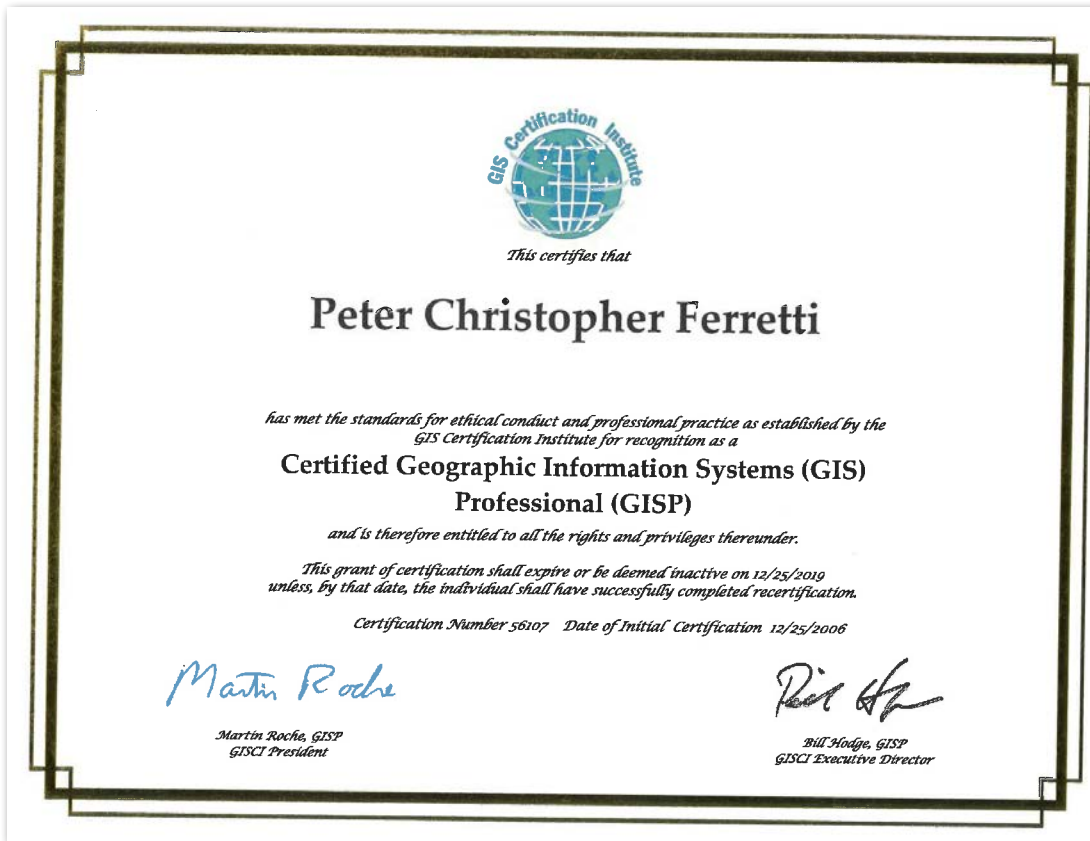 GIS Certification Institute
This certifies that
Peter Christopher Ferretti
has met the standards for ethical conduct and professional practice as established by the
GIS Certification Institute for recognition as a
Certified Geographic Information Systems (GIS)
Professional (GISP)
and is therefore entitled to all the rights and privileges thereunder.
This grant of certification shall expire or be deemed inactive on 12/25/2019
unless, by that date, the individual shall have successfully completed recertification.
Certification Number 56107 Date of Initial Certification 12/25/2006
Martin Roche
Martin Roche, GISP
GISCI President
Bill Hodge, GISP
GISCI Executive Director